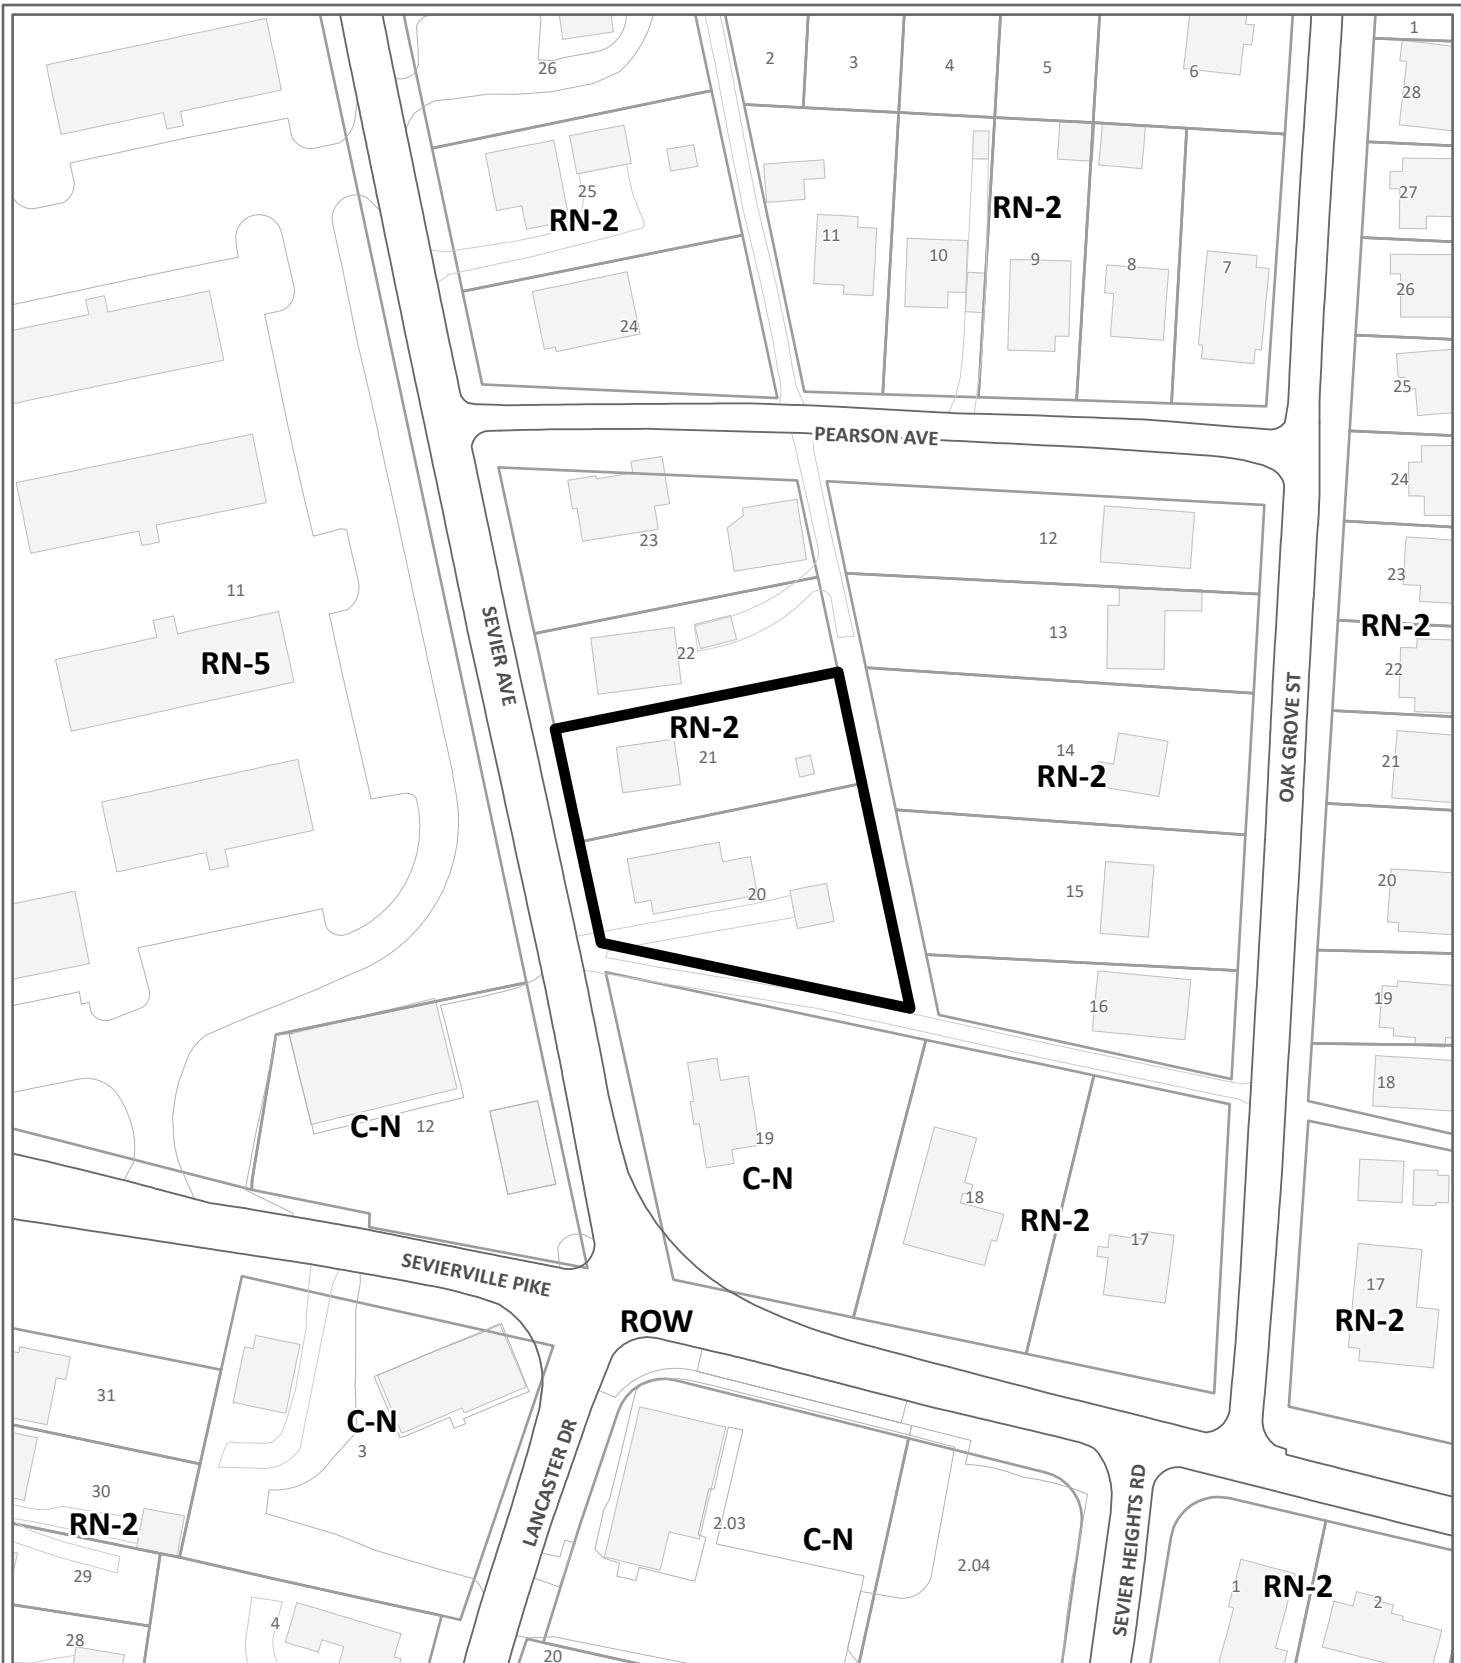 1
2
3
4
5
6
26
28
25
RN-2
RN-2
27
11
10
9
8
7
26
24
25
PEARSON AVE
24
23
12
23
11
SEVIER AVE
13
RN-2
RN-5
22
22
RN-2
OAK GROVE ST
21
14
RN-2
21
20
15
20
16
19
18
C-N
12
19
C-N
18
RN-2
17
SEVIERVILLE PIKE
17
RN-2
ROW
31
C-N
3
LANCASTER DR
30
RN-2
2.03
C-N
SEVIER HEIGHTS RD
29
2.04
1
RN-2
2
4
28
20